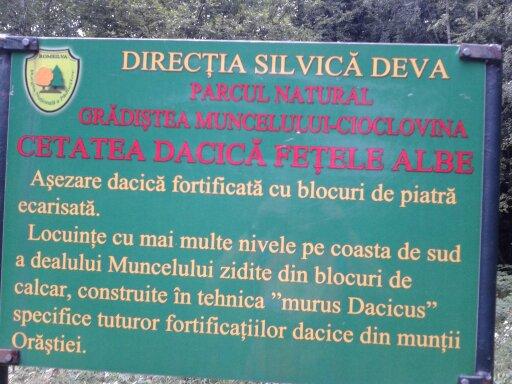 ROMSILVA
DIRECȚIA SILVICĂ DEVA
PARCUL NATURAL
GRĂDIȘTEA MUNCELULUI-CIOCLOVINA
CETATEA DACICĂ FEȚELE ALBE
Așezare dacică fortificată cu blocuri de piatră
ecarisată.
Locuințe cu mai multe nivele pe coasta de sud
a dealului Muncelului zidite din blocuri de
calcar, construite în tehnica ”murus Dacicus”
specifice tuturor fortificațiilor dacice din munții
Orăștiei.